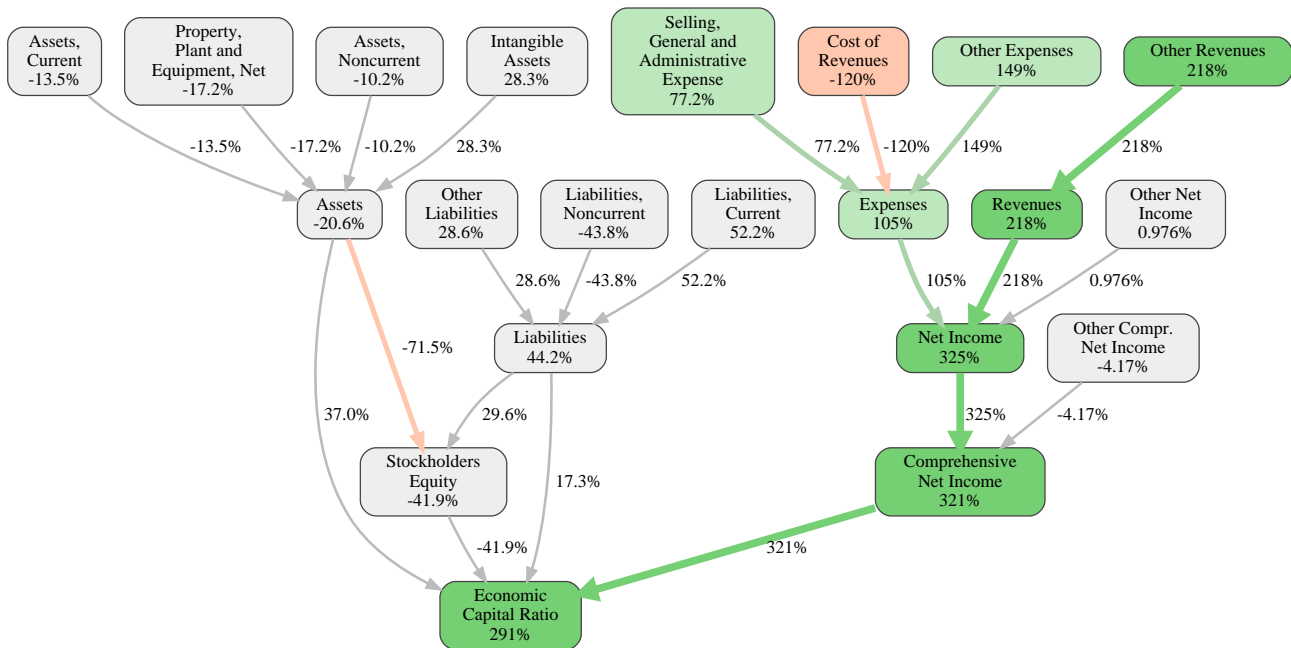 Assets,
Current
-13.5%
Property,
Plant and
Equipment, Net
-17.2%
Assets,
Noncurrent
-10.2%
Intangible
Assets
28.3%
Selling,
General and
Administrative
Expense
77.2%
Cost of
Revenues
-120%
Other Expenses
149%
Other Revenues
218%
-13.5%
-17.2%
-10.2%
28.3%
77.2%
-120%
149%
218%
Assets
-20.6%
Other
Liabilities
28.6%
Liabilities,
Noncurrent
-43.8%
Liabilities,
Current
52.2%
Expenses
105%
Revenues
218%
Other Net
Income
0.976%
28.6%
-43.8%
52.2%
105%
218%
0.976%
-71.5%
Liabilities
44.2%
Net Income
325%
Other Compr.
Net Income
-4.17%
37.0%
29.6%
325%
-4.17%
Stockholders
Equity
-41.9%
17.3%
Comprehensive
Net Income
321%
-41.9%
321%
Economic
Capital Ratio
291%